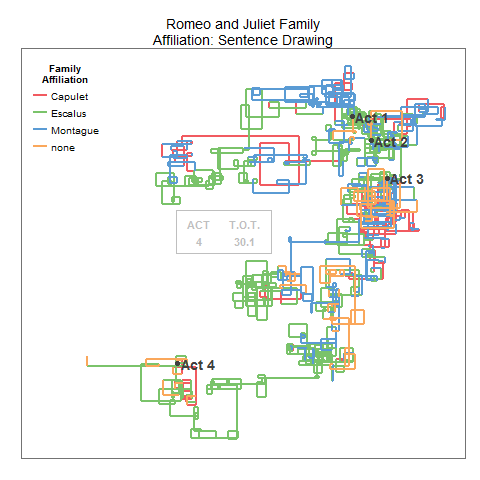 Romeo and Juliet Family
Affiliation: Sentence Drawing
Family
Affiliation
Capulet
Escalus
Montague
none
Act 1
Act 2
Act 3
ACT T.O.T.
4 30.1
Act 4